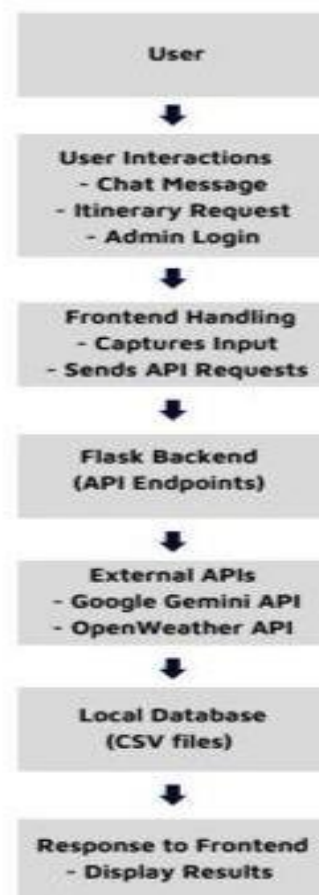 User
User Interactions
- Chat Message
- Itinerary Request
- Admin Login
Frontend Handling
- Captures Input
- Sends API Requests
Flask Backend
(API Endpoints)
External APIs
- Google Gemini API
- OpenWeather API
Local Database
(CSV files)
Response to Frontend
- Display Results